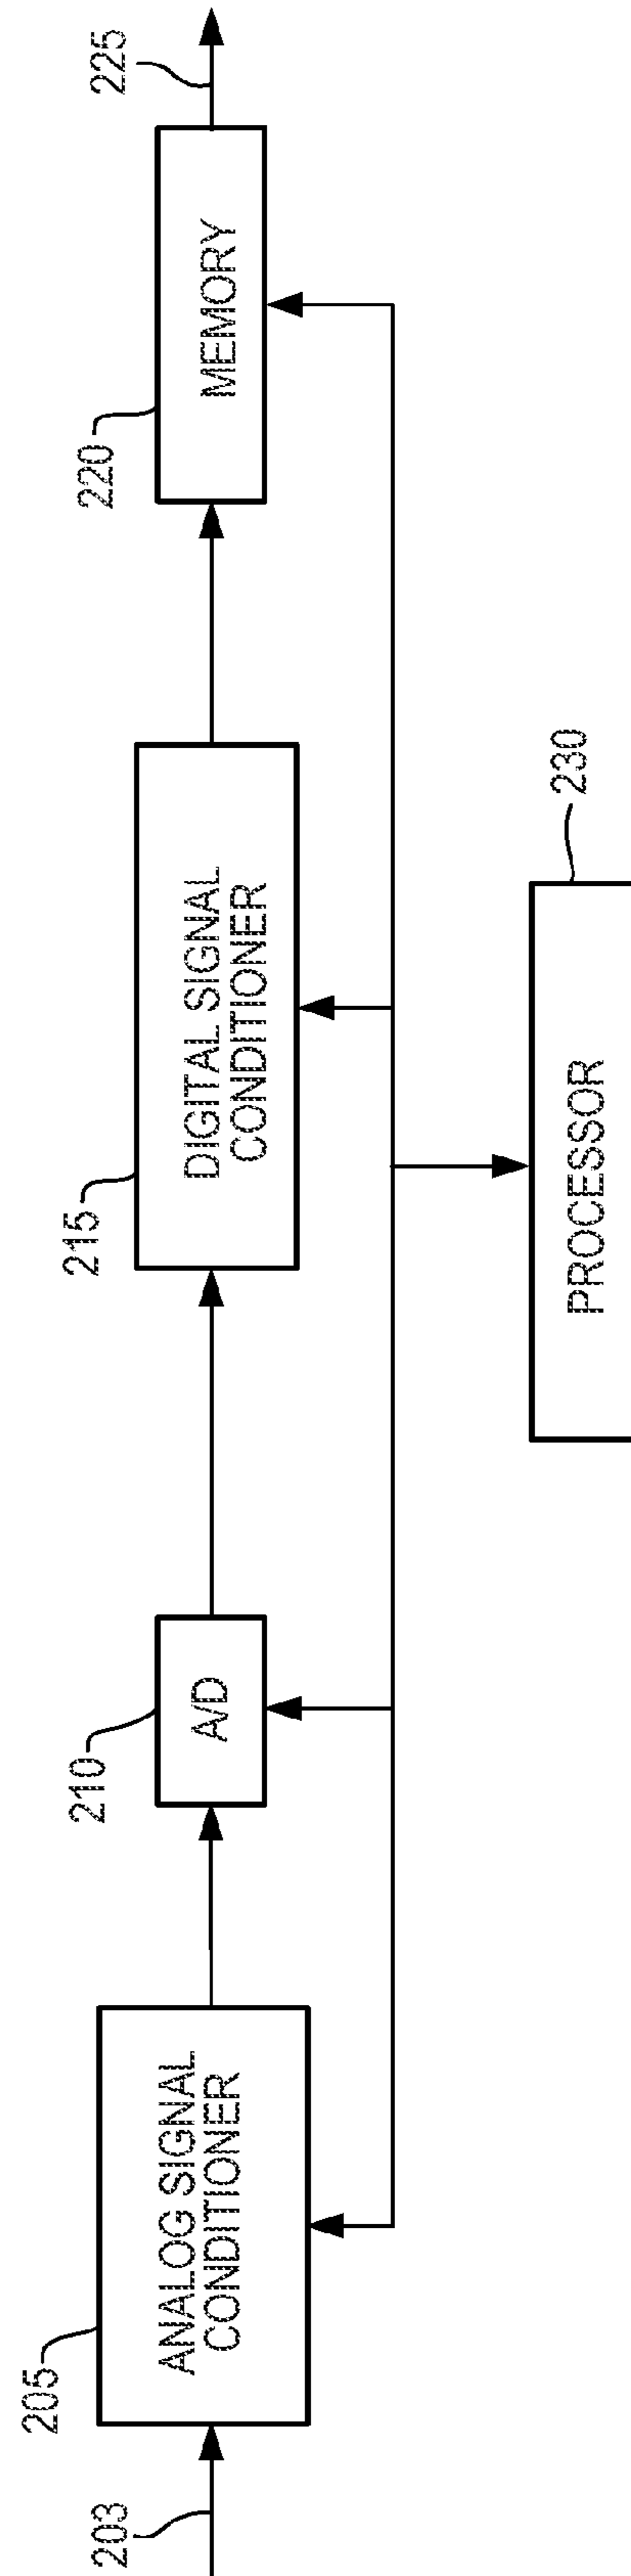 203
205
ANALOG SIGNAL
CONDITIONER
210
A/D
215
DIGITAL SIGNAL
CONDITIONER
220
MEMORY
225
230
PROCESSOR